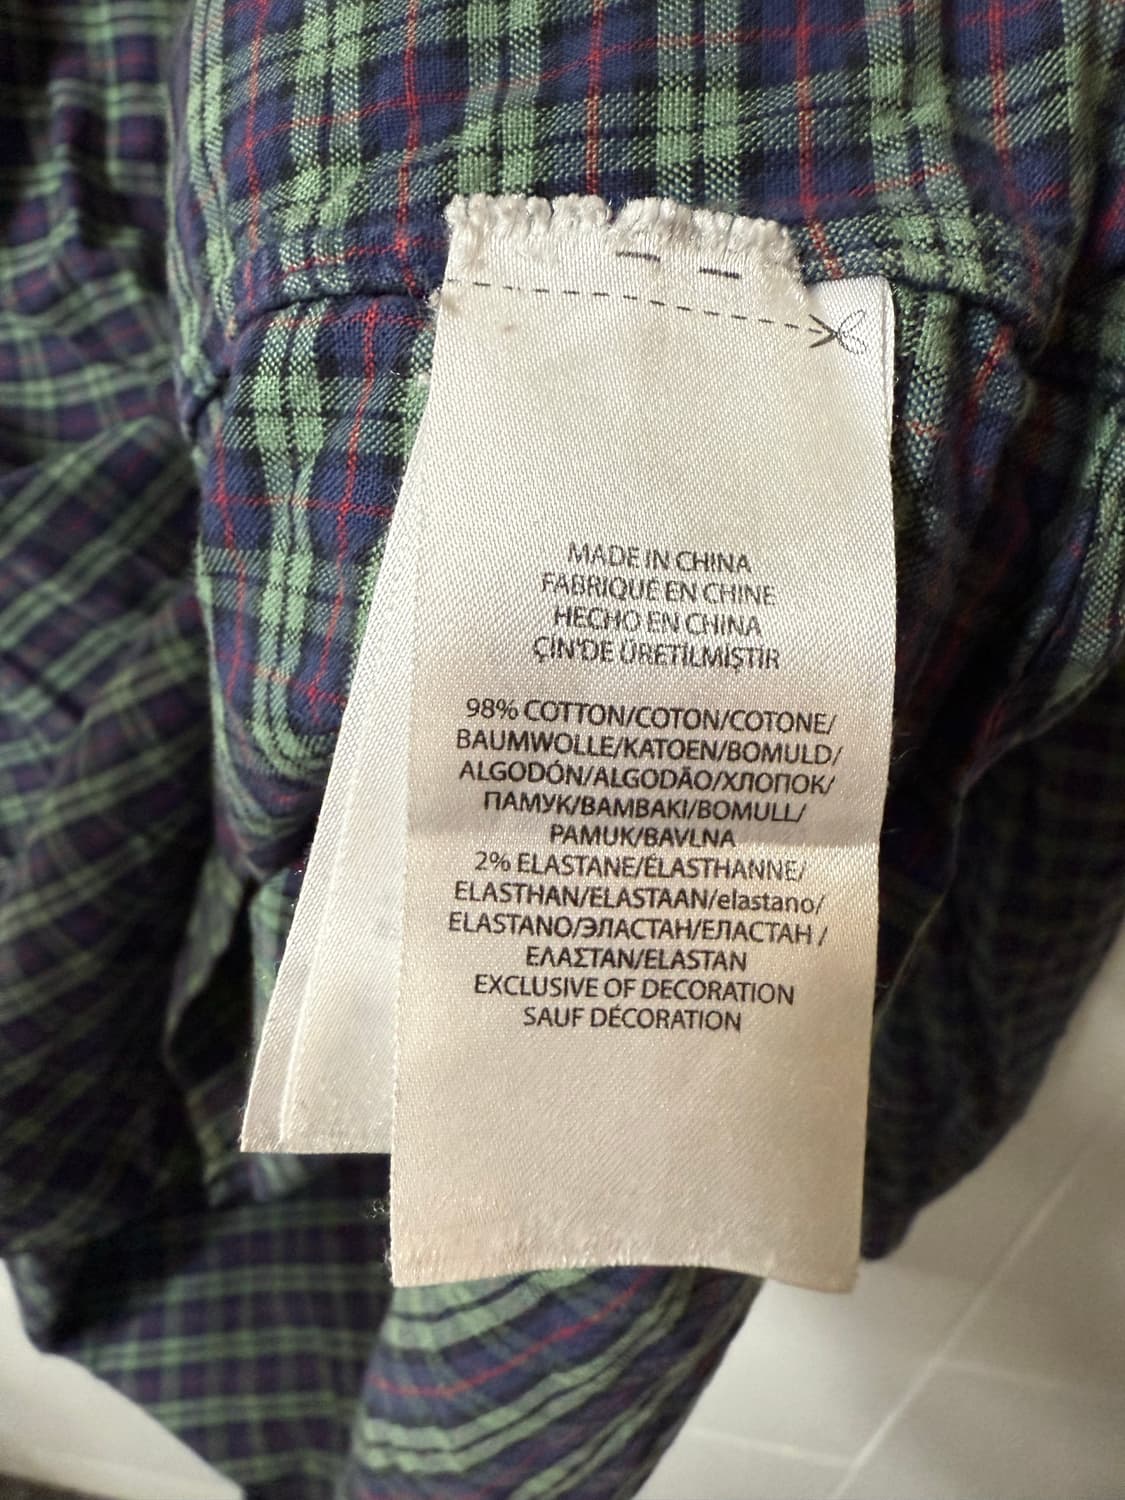 MADE IN CHINA
FABRIQUE EN CHINE
HECHO EN CHINA
ÇIN'DE ÜRETİLMİŞTİR
98% COTTON/COTON/COTONE/
BAUMWOLLE/KATOEN/BOMULD/
ALGODÓN/ALGODÃO/ХЛОПОК/
ПАМУК/BAMBAKI/BOMULL/
PAMUK/BAVLNA
2% ELASTANE/ÉLASTHANNE/
ELASTHAN/ELASTAAN/elastano/
ELASTANO/ЭЛАСТАН/ЕЛАСТАН /
ΕΛΑΣΤΑΝ/ELASTAN
EXCLUSIVE OF DECORATION
SAUF DÉCORATION